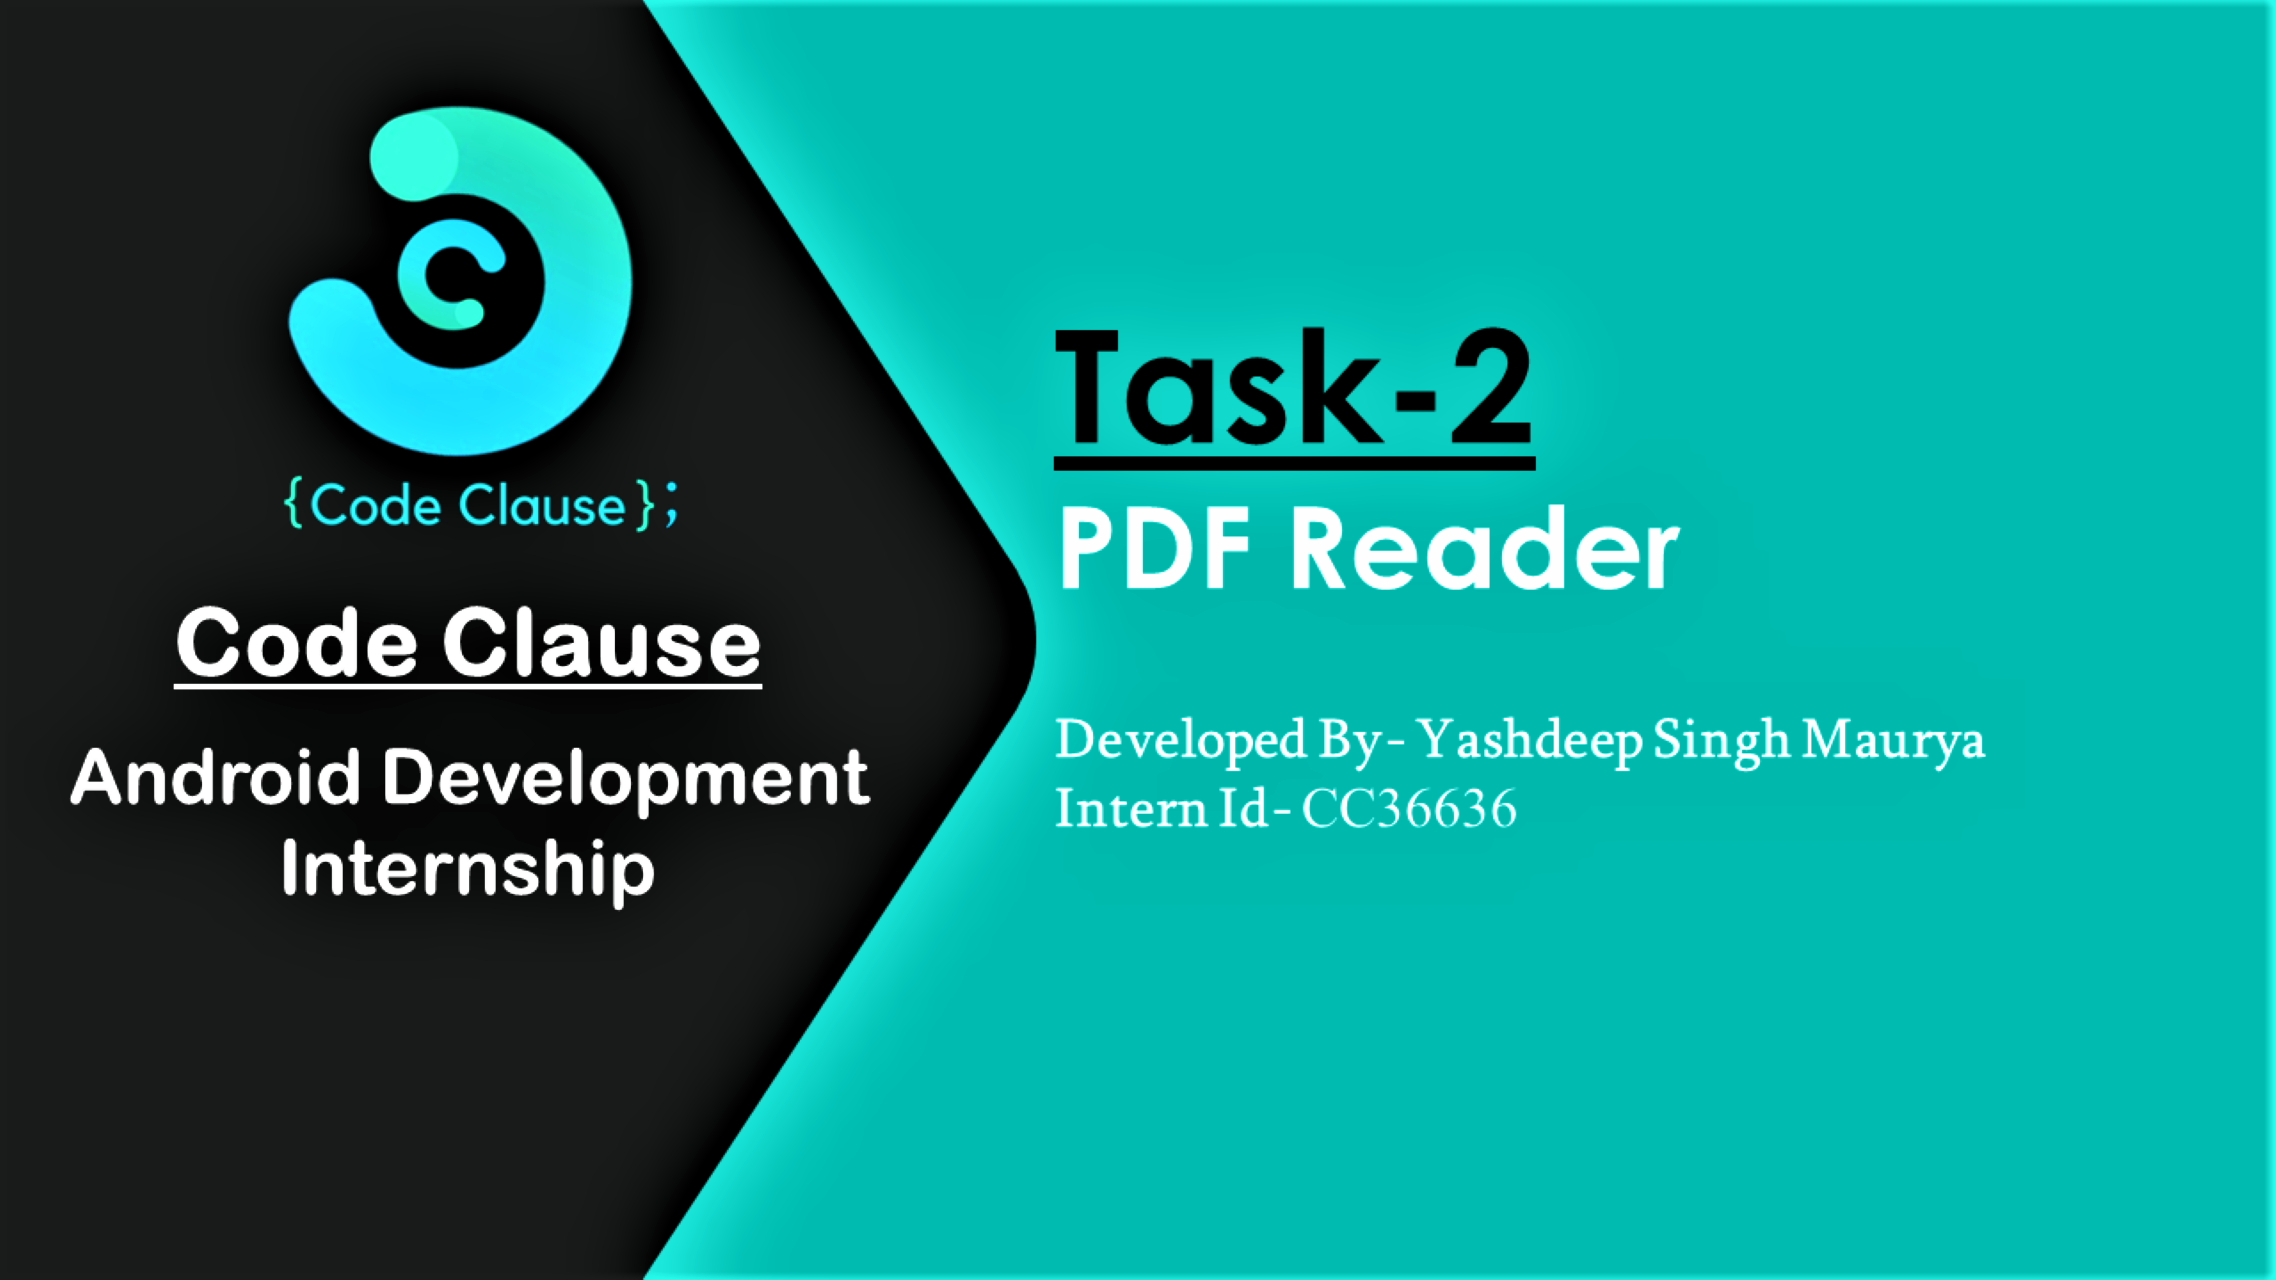 {Code Clause};
Code Clause
Android Development
Internship
Task-2
PDF Reader
Developed By- Yashdeep Singh Maurya
Intern Id- CC36636